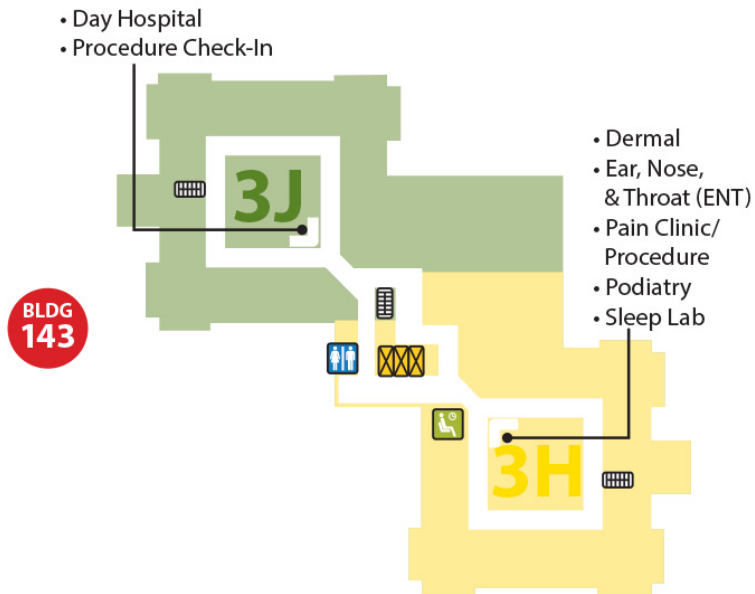 • Day Hospital
• Procedure Check-In
3J
• Dermal
• Ear, Nose,
& Throat (ENT)
• Pain Clinic/
Procedure
• Podiatry
• Sleep Lab
BLDG
143
3H